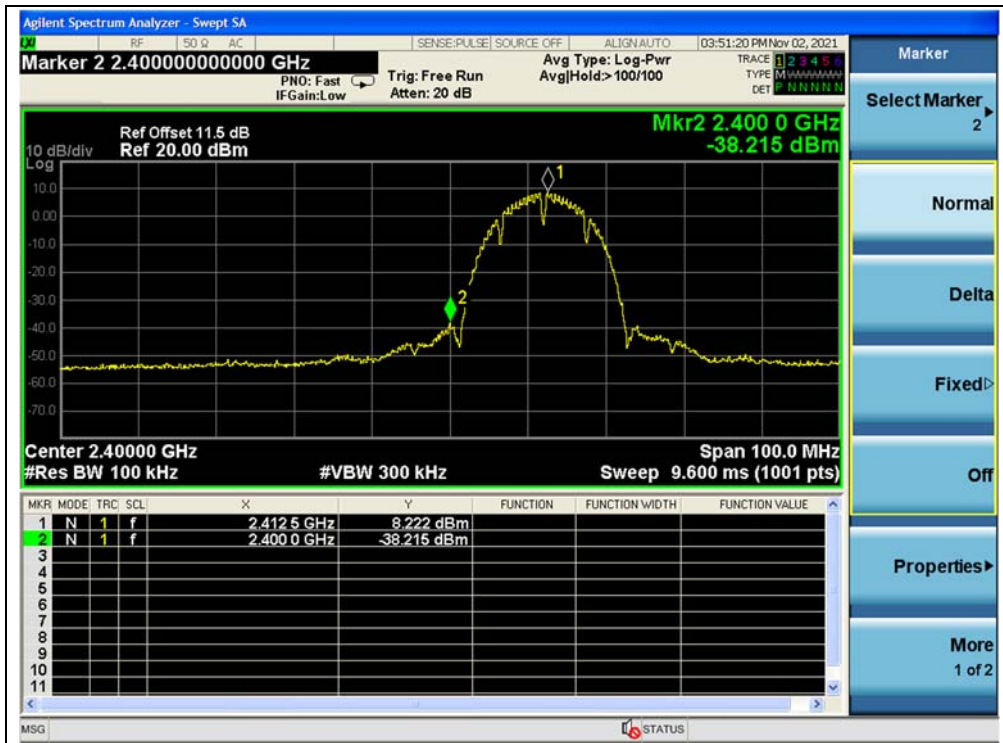 Agilent Spectrum Analyzer - Swept SA
LXI RF 50 Ω AC SENSE:PULSE SOURCE OFF ALIGN AUTO 03:51:20 PM Nov 02, 2021
Marker 2 2.400000000000 GHz
PNO: Fast
IFGain:Low
Trig: Free Run
Atten: 20 dB
Avg Type: Log-Pwr
Avg|Hold:> 100/100
TRACE 1 2 3 4 5 6
TYPE M
DET P N N N N N
Ref Offset 11.5 dB
10 dB/div Ref 20.00 dBm
Log
Mkr2 2.400 0 GHz
-38.215 dBm
10.0
0.00
-10.0
-20.0
-30.0
-40.0
-50.0
-60.0
-70.0
1
2
Center 2.40000 GHz Span 100.0 MHz
#Res BW 100 kHz #VBW 300 kHz Sweep 9.600 ms (1001 pts)
MKR MODE TRC SCL X Y FUNCTION FUNCTION WIDTH FUNCTION VALUE
1 N 1 f 2.412 5 GHz 8.222 dBm
2 N 1 f 2.400 0 GHz -38.215 dBm
3
4
5
6
7
8
9
10
11
MSG STATUS
Marker
Select Marker
2
Normal
Delta
Fixed
Off
Properties
More
1 of 2